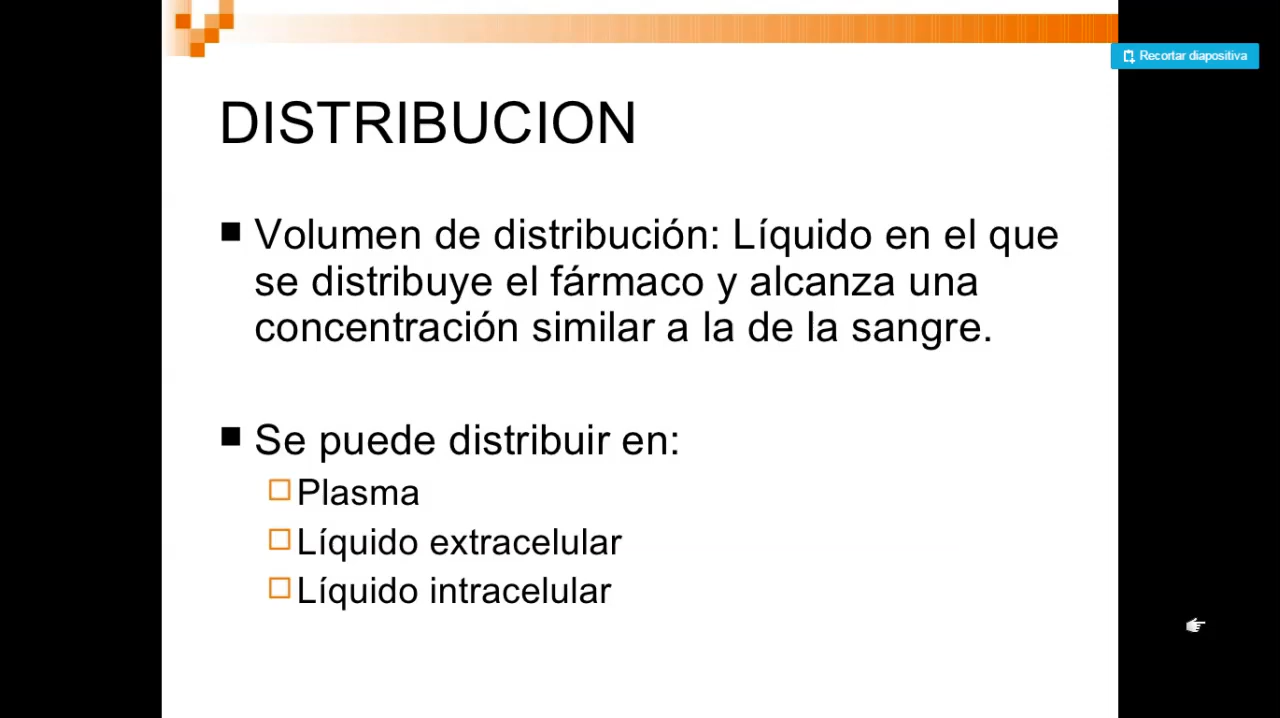 Recortar diapositiva
DISTRIBUCION
Volumen de distribución: Líquido en el que
se distribuye el fármaco y alcanza una
concentración similar a la de la sangre.
Se puede distribuir en:
Plasma
Líquido extracelular
Líquido intracelular